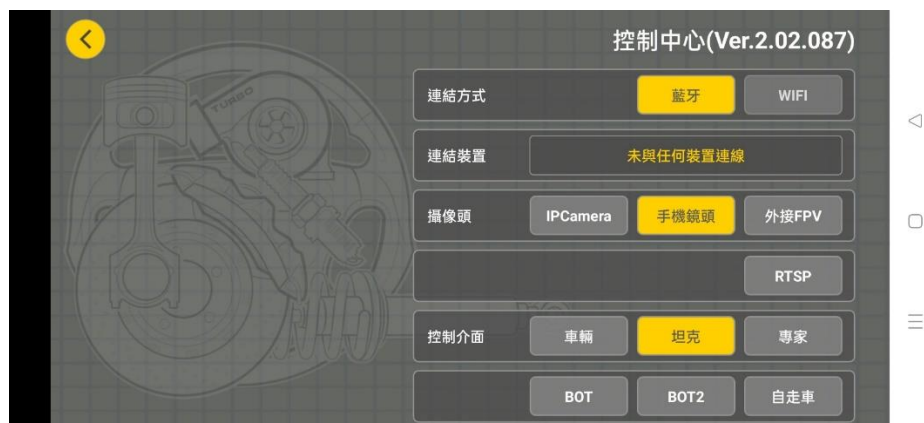 控制中心(Ver.2.02.087)
連結方式 藍牙 WIFI
連結裝置 未與任何裝置連線
攝像頭 IPCamera 手機鏡頭 外接FPV
RTSP
控制介面 車輛 坦克 專家
BOT BOT2 自走車
TURBO